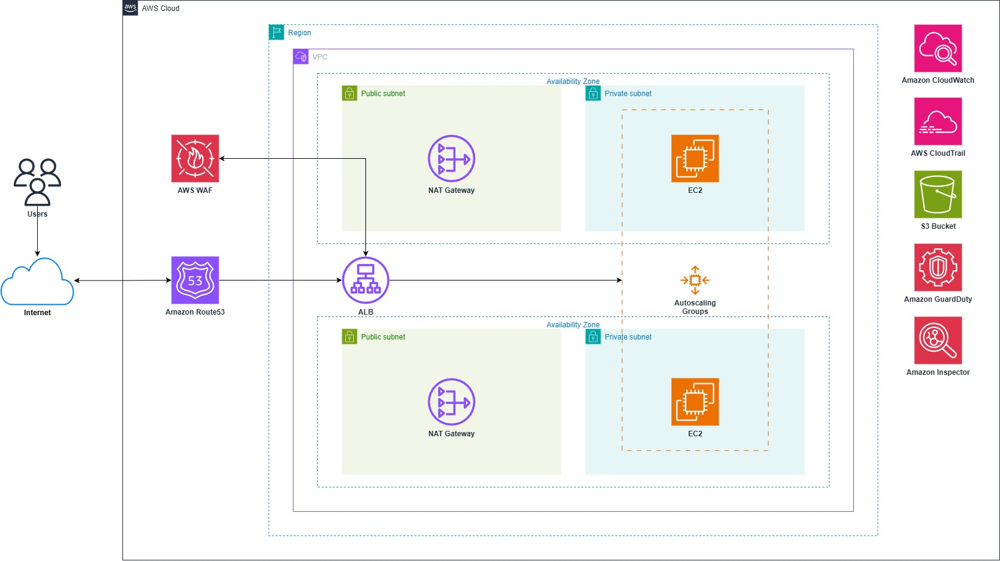 aws
AWS Cloud
Region
VPC
Availability Zone
Public subnet
Private subnet
NAT Gateway
EC2
AWS WAF
Users
Internet
53
Amazon Route53
ALB
Autoscaling
Groups
Availability Zone
Public subnet
Private subnet
NAT Gateway
EC2
Amazon CloudWatch
AWS CloudTrail
S3 Bucket
Amazon GuardDuty
Amazon Inspector